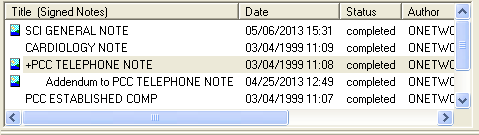 Title (Signed Notes) Date Status Author
SCI GENERAL NOTE 05/06/2013 15:31 completed ONETWO
CARDIOLOGY NOTE 03/04/1999 11:09 completed ONETWO
+PCC TELEPHONE NOTE 03/04/1999 11:08 completed ONETWO
Addendum to PCC TELEPHONE NOTE 04/25/2013 12:49 completed ONETWO
PCC ESTABLISHED COMP 03/04/1999 11:07 completed ONETWO